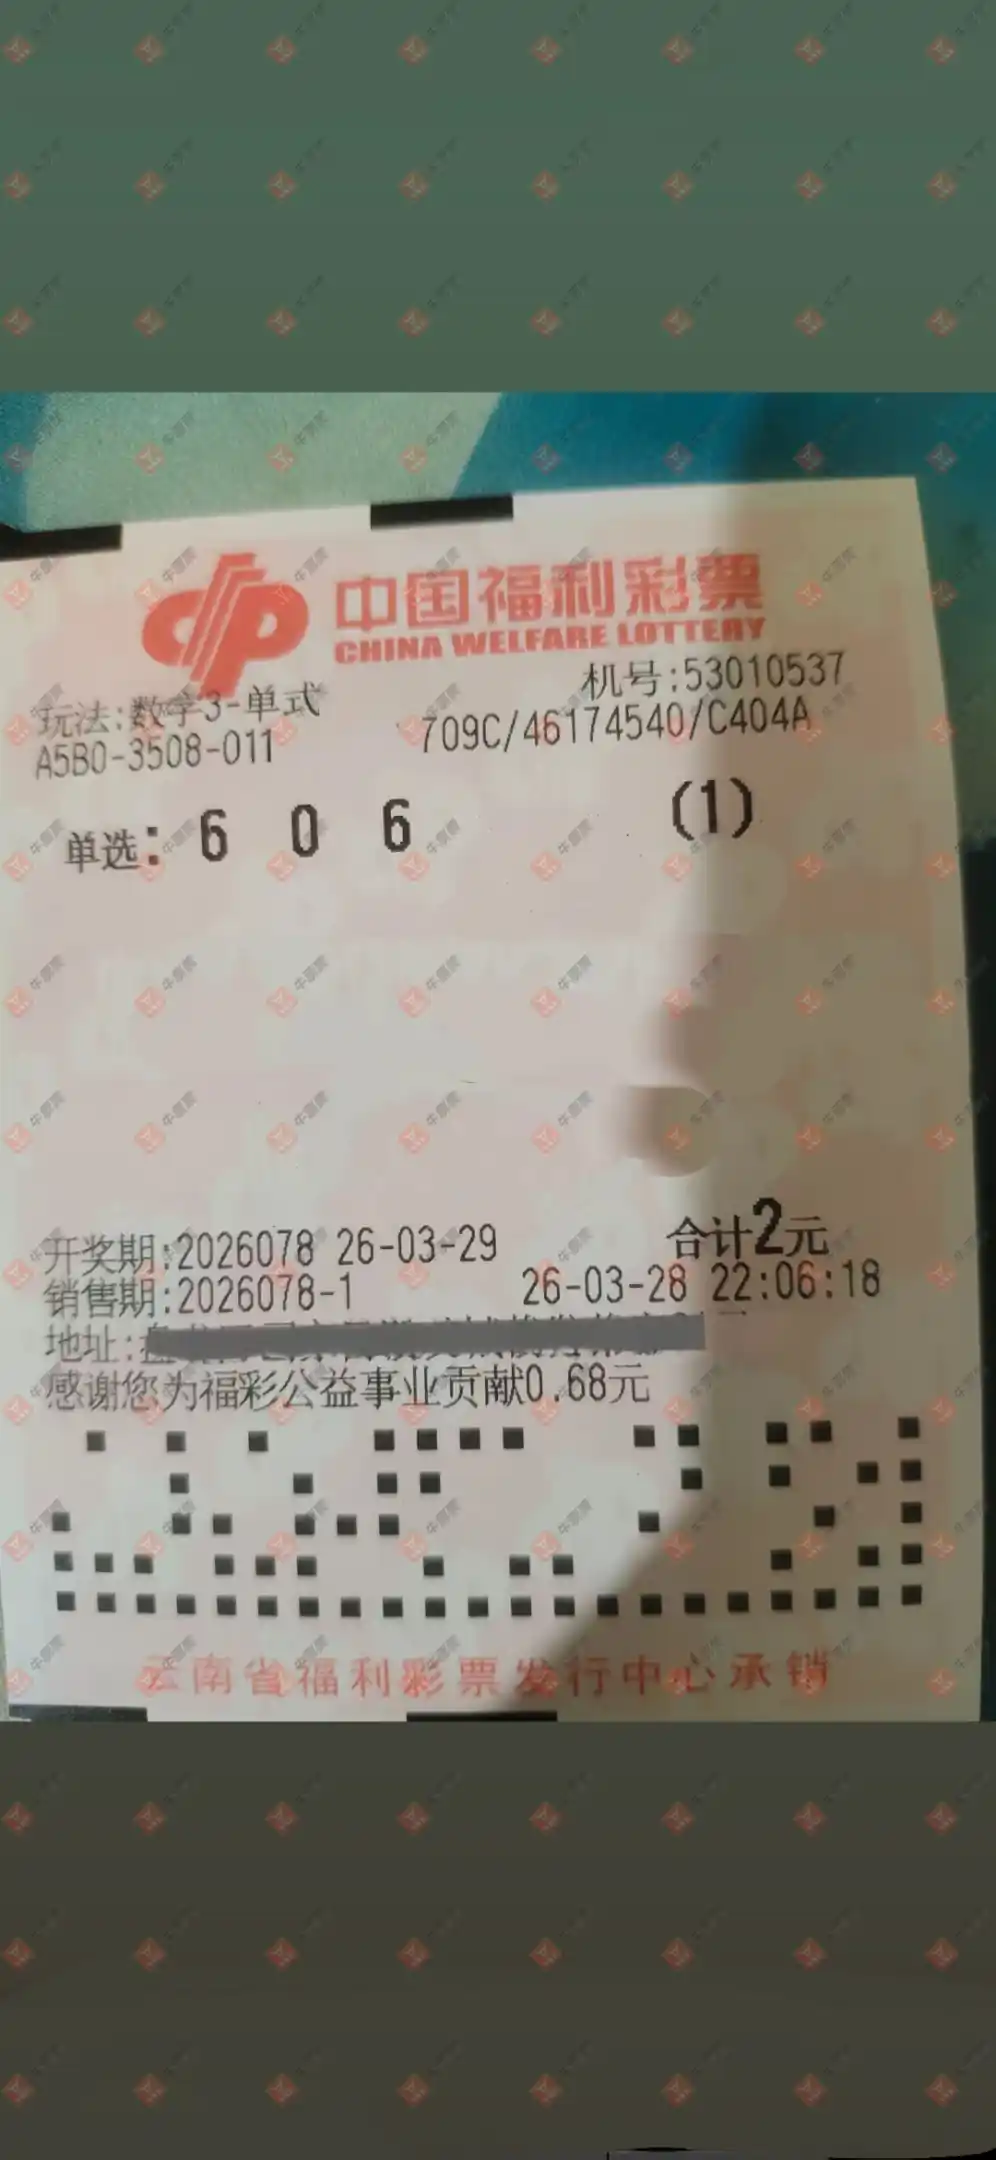 中国福利彩票
CHINA WELFARE LOTTERY
机号:53010537
玩法:数字3-单式
A5B0-3508-011 709C/46174540/C404A
单选: 6 0 6 (1)
开奖期:2026078 26-03-29 合计2元
销售期:2026078-1 26-03-28 22:06:18
地址:
感谢您为福彩公益事业贡献0.68元
云南省福利彩票发行中心承销